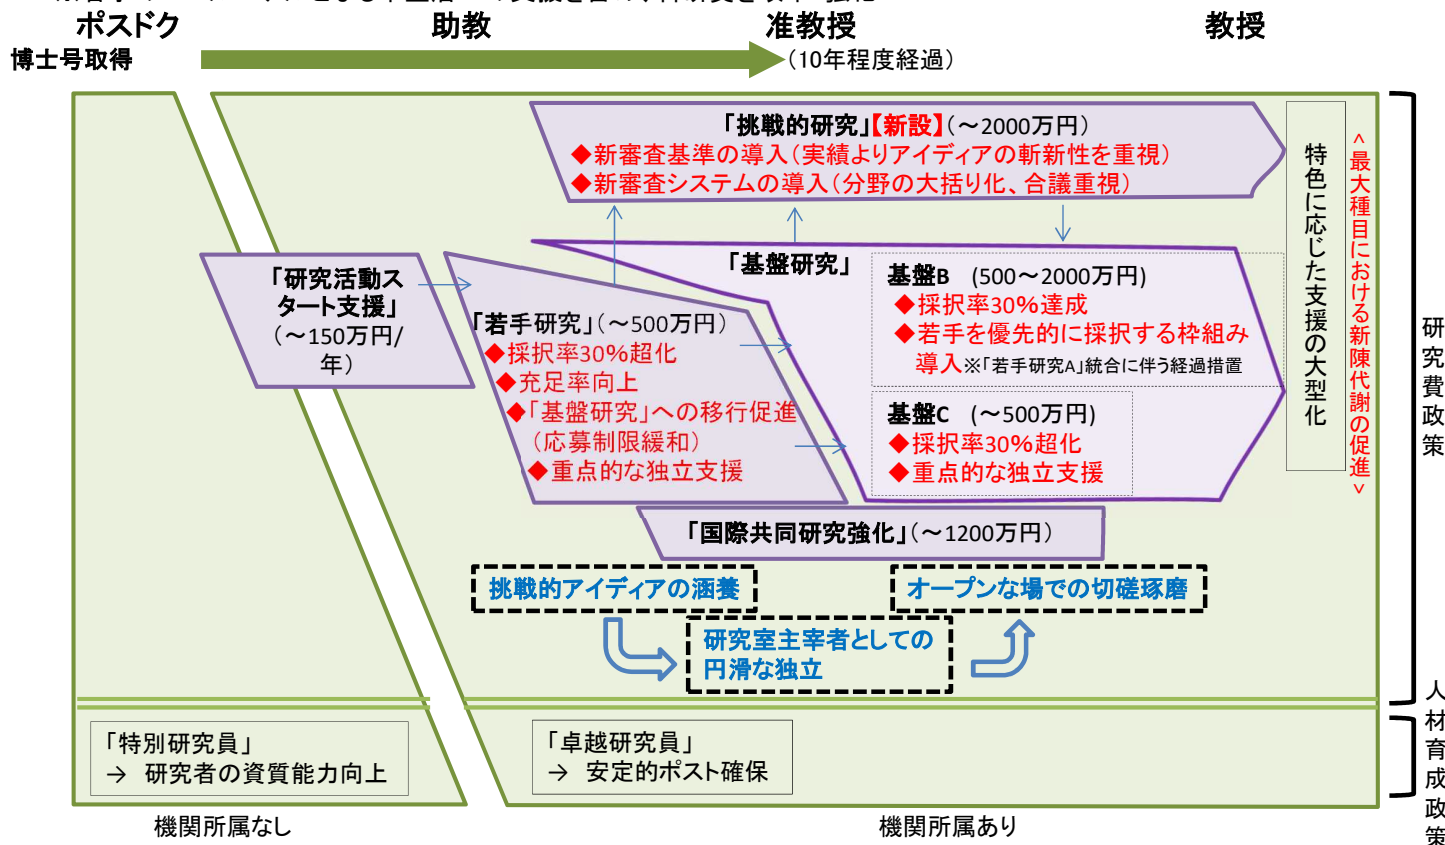 ポスドク 助教 准教授 教授
博士号取得 (10年程度経過)
「挑戦的研究」【新設】(~2000万円)
◆新審査基準の導入(実績よりアイディアの斬新性を重視)
◆新審査システムの導入(分野の大括り化、合議重視)
「研究活動ス
タート支援」
(~150万円/
年)
「若手研究」(~500万円)
◆採択率30%超化
◆充足率向上
◆「基盤研究」への移行促進
(応募制限緩和)
◆重点的な独立支援
「基盤研究」
基盤B (500~2000万円)
◆採択率30%達成
◆若手を優先的に採択する枠組み
導入※「若手研究A」統合に伴う経過措置
基盤C (~500万円)
◆採択率30%超化
◆重点的な独立支援
特色に応じた支援の大型化
<最大種目における新陳代謝の促進>
「国際共同研究強化」(~1200万円)
挑戦的アイディアの涵養
研究室主宰者としての
円滑な独立
オープンな場での切磋琢磨
研究費政策
「特別研究員」
→ 研究者の資質能力向上
「卓越研究員」
→ 安定的ポスト確保
人材育成政策
機関所属なし 機関所属あり